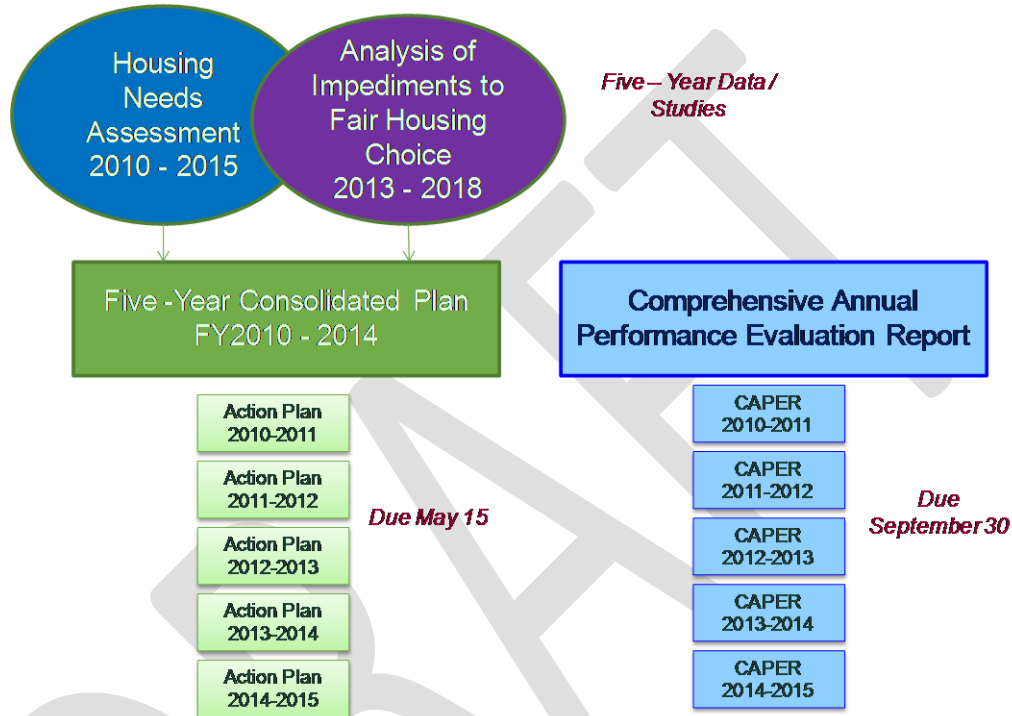 Housing
Needs
Assessment
2010 - 2015
Analysis of
Impediments to
Fair Housing
Choice
2013 - 2018
Five – Year Data /
Studies
Five -Year Consolidated Plan
FY2010 - 2014
Comprehensive Annual
Performance Evaluation Report
Action Plan
2010-2011
Action Plan
2011-2012
Action Plan
2012-2013
Action Plan
2013-2014
Action Plan
2014-2015
Due May 15
CAPER
2010-2011
CAPER
2011-2012
CAPER
2012-2013
CAPER
2013-2014
CAPER
2014-2015
Due
September 30
DRAFT